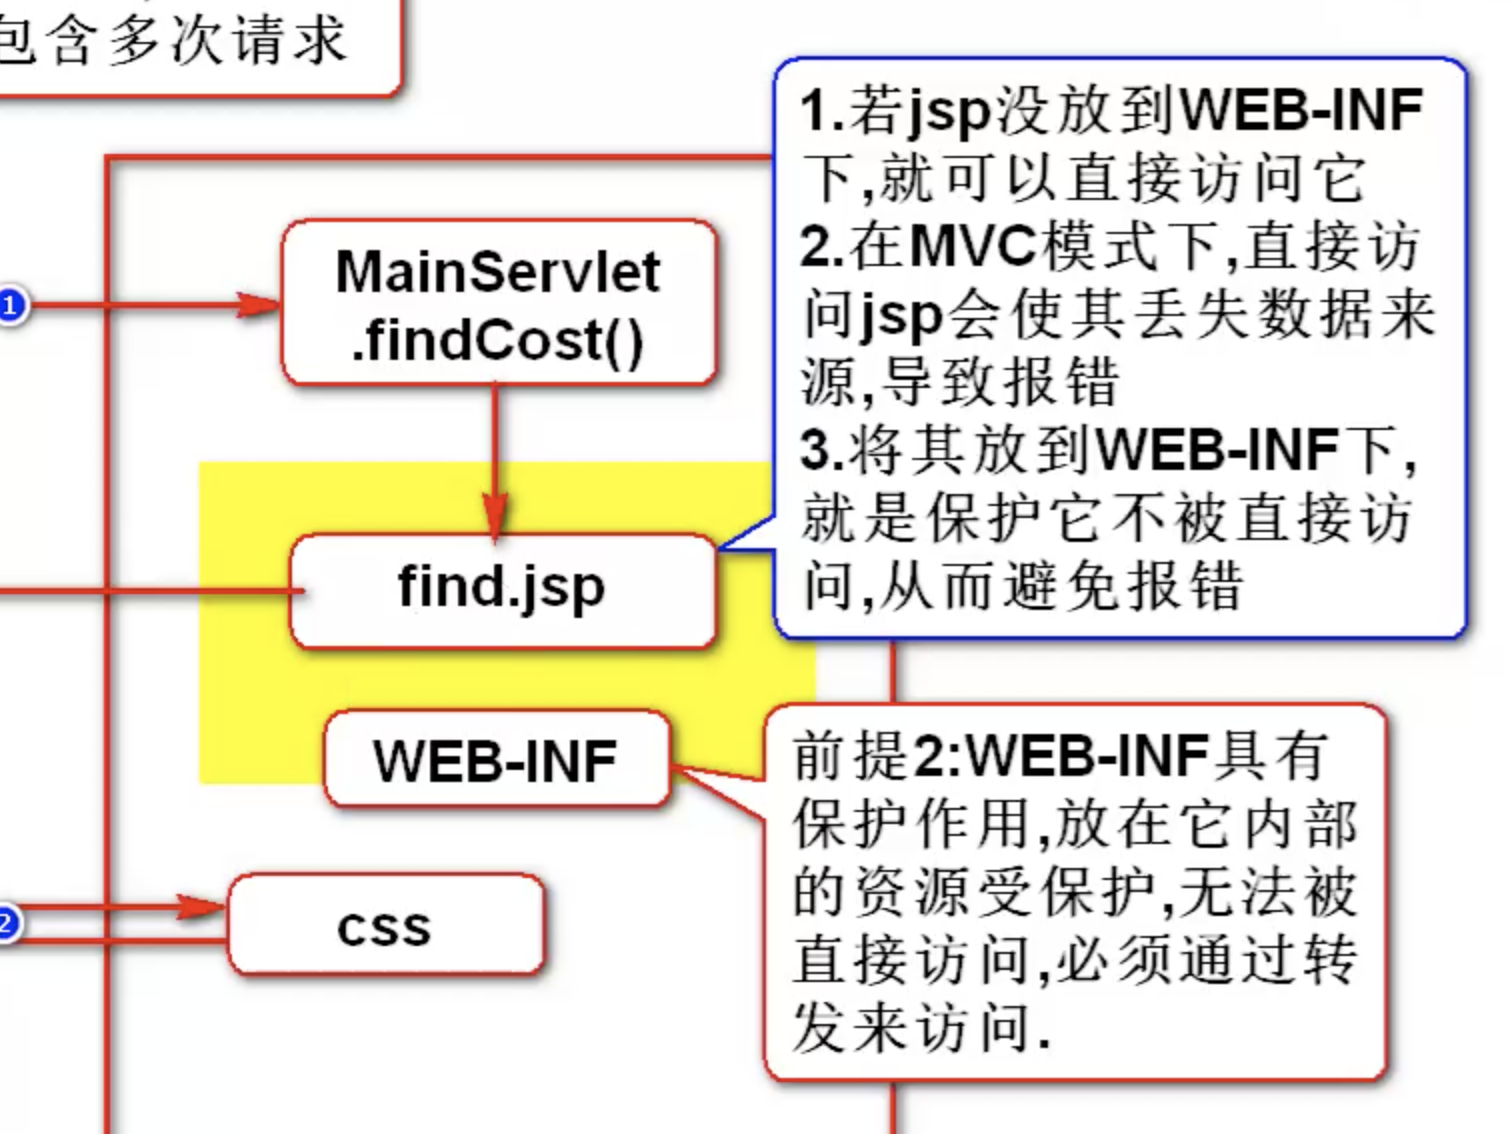 包含多次请求
1.若jsp没放到WEB-INF
下,就可以直接访问它
2.在MVC模式下,直接访
问jsp会使其丢失数据来
源,导致报错
3.将其放到WEB-INF下,
就是保护它不被直接访
问,从而避免报错
1
MainServlet
.findCost()
find.jsp
WEB-INF
前提2:WEB-INF具有
保护作用,放在它内部
的资源受保护,无法被
直接访问,必须通过转
发来访问.
2
css